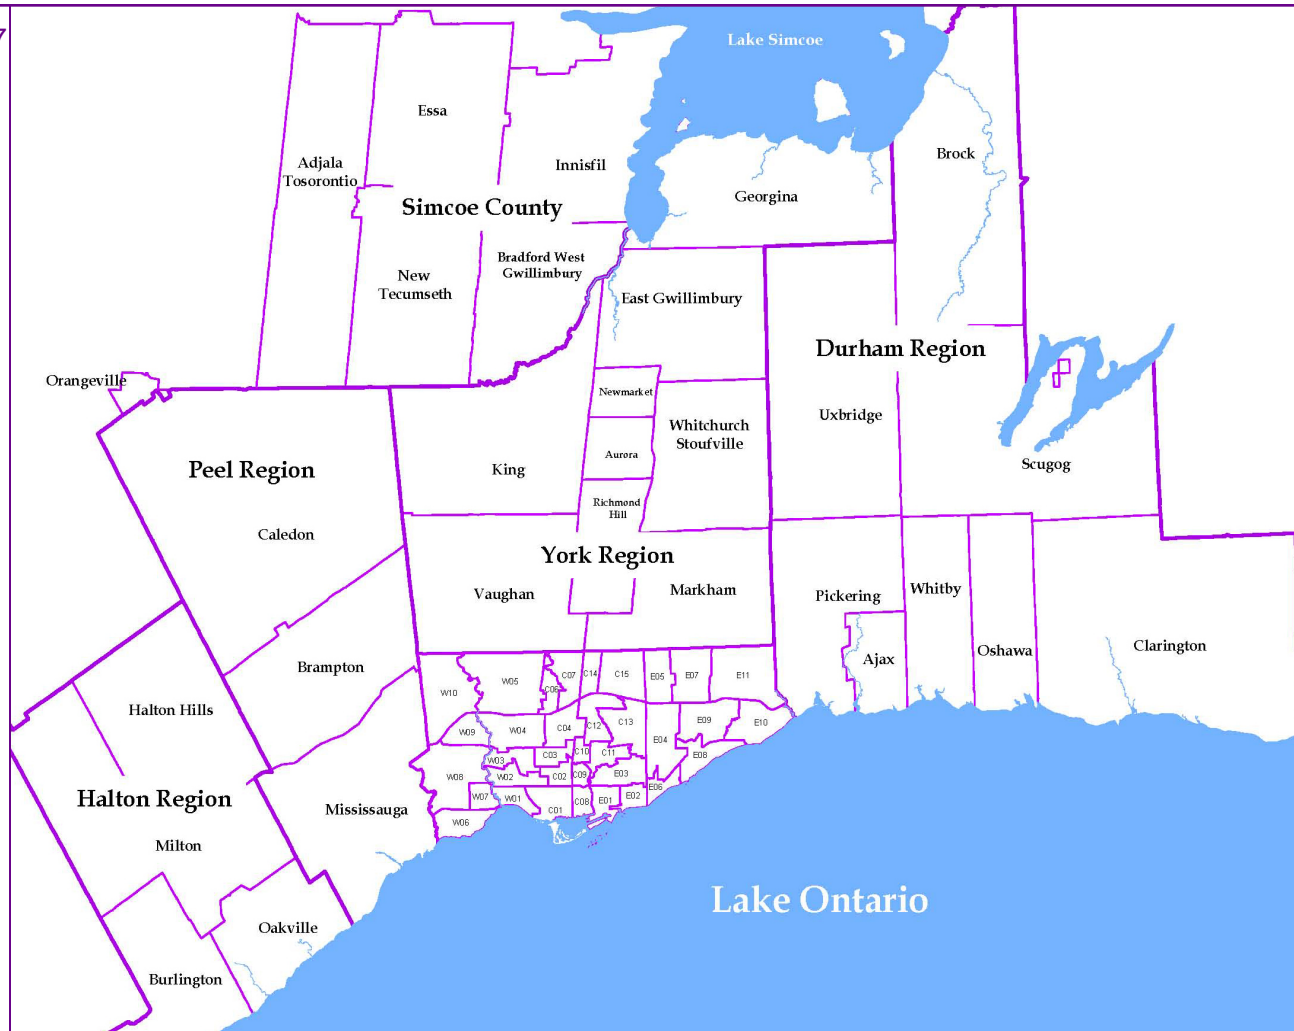 Lake Simcoe
Essa
Adjala
Tosorontio
Innisfil
Brock
Georgina
Simcoe County
Bradford West
Gwillimbury
New
Tecumseth
East Gwillimbury
Durham Region
Orangeville
Newmarket
Uxbridge
Whitchurch
Stoufville
Aurora
Scugog
Peel Region
King
Richmond
Hill
Caledon
York Region
Vaughan
Markham
Pickering
Whitby
Ajax
Oshawa
Clarington
Brampton
Halton Hills
W10
W05
C06
C07
C14
C15
E05
E07
E11
W09
W04
C04
C12
C13
E04
E09
E10
W08
W03
W02
C03
C10
C11
C02
C09
E03
E08
W07
W01
C01
C08
E01
E02
E06
W06
Halton Region
Mississauga
Milton
Lake Ontario
Oakville
Burlington